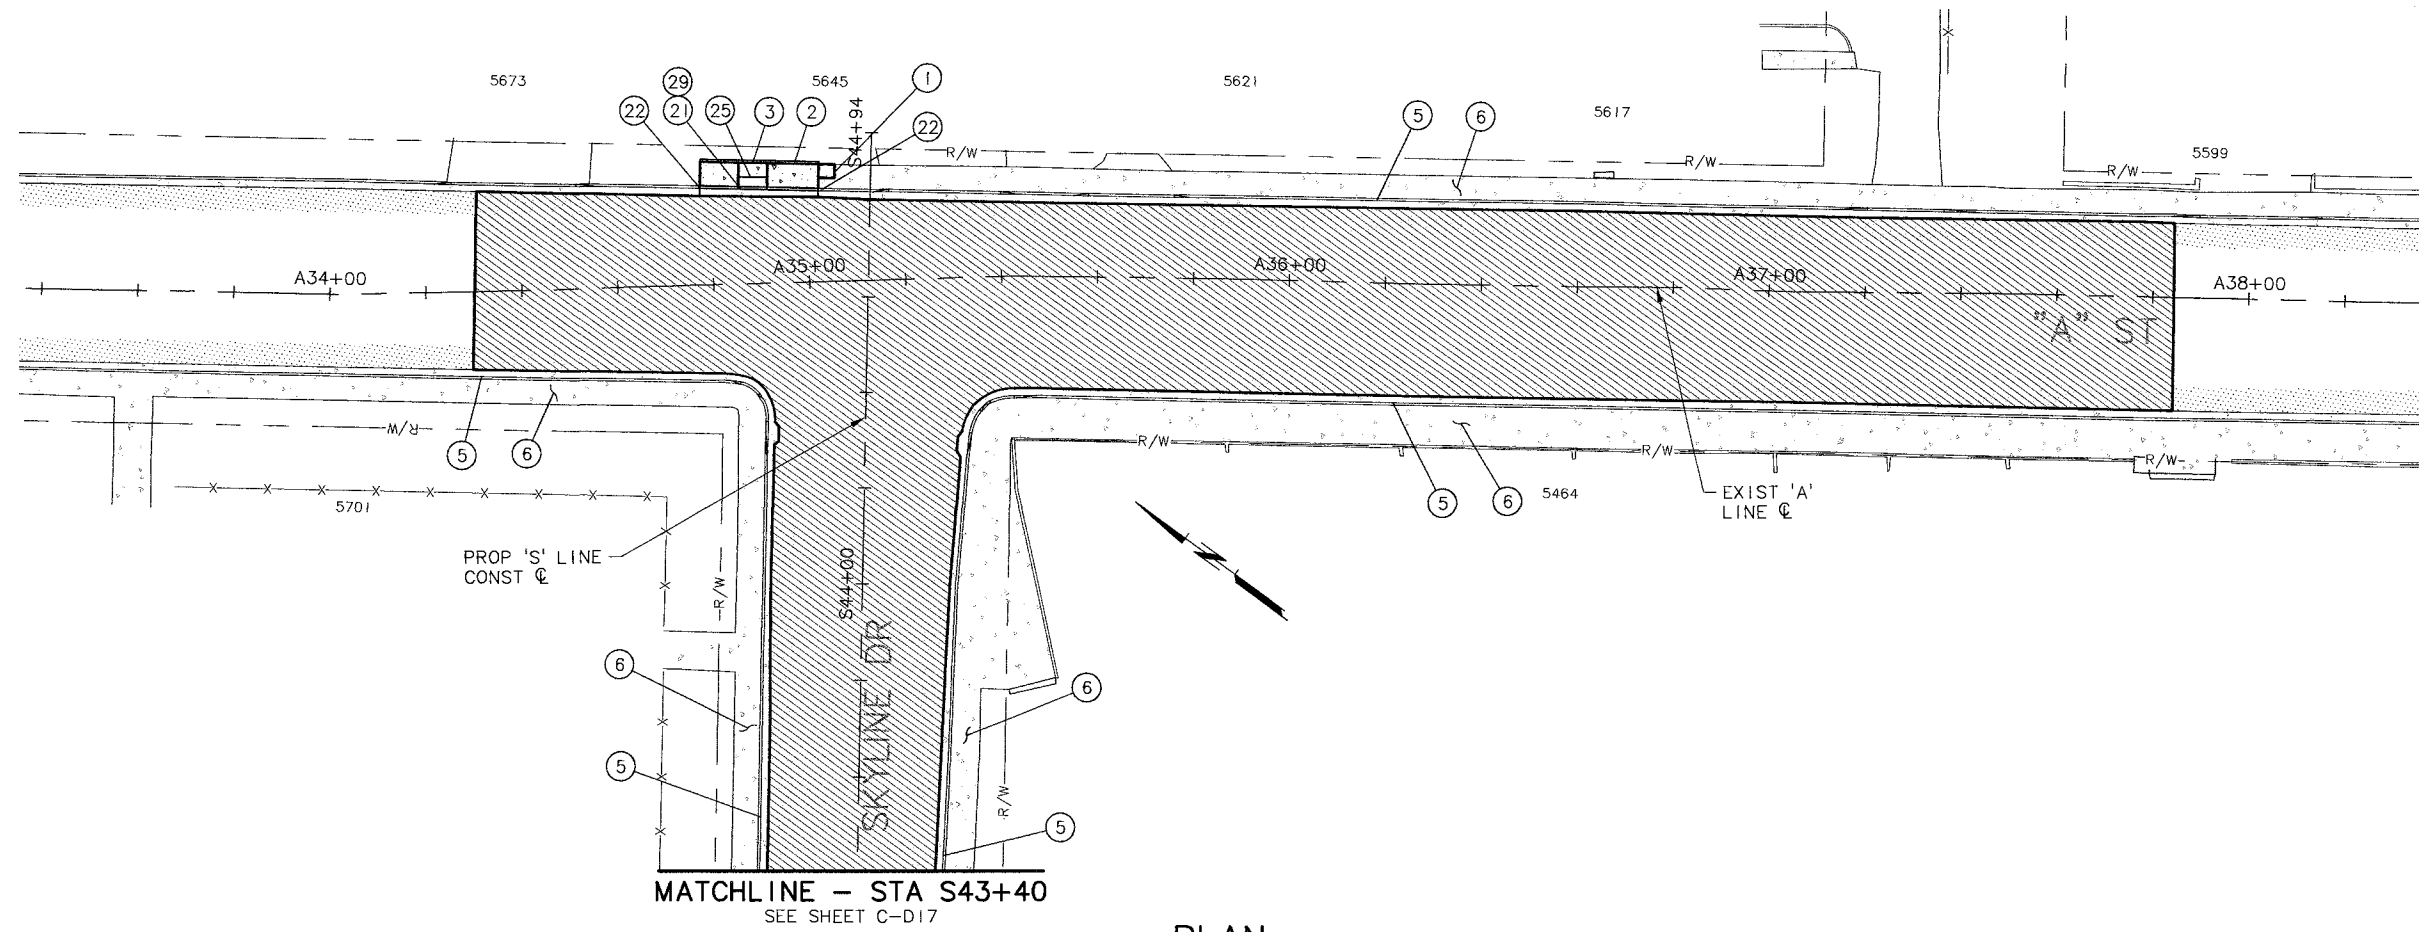 5673
29
5645
1
5621
22
21
25
3
2
S44+94
22
5
6
5617
R/W
R/W
R/W
5599
A34+00
A35+00
A36+00
A37+00
A38+00
"A" ST
R/W
5
6
R/W
R/W
R/W
5701
5
6
5464
EXIST 'A'
LINE ℄
PROP 'S' LINE
CONST ℄
S44+00
R/W
N
SKYLINE DR
6
6
5
R/W
5
MATCHLINE – STA S43+40
SEE SHEET C-D17
PLAN